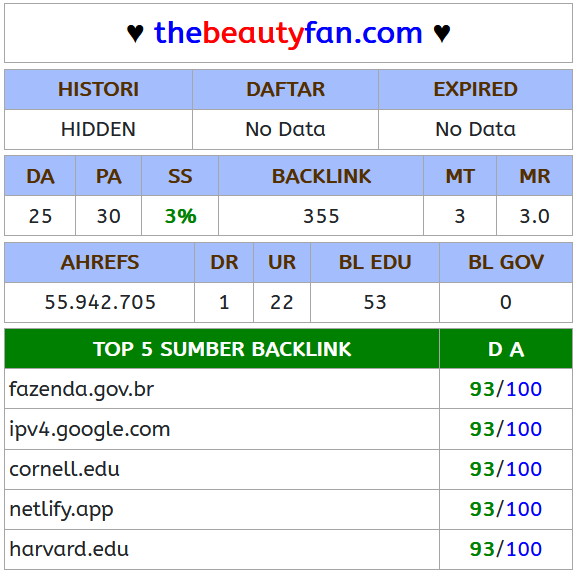 ♥ thebeautyfan.com ♥
HISTORI DAFTAR EXPIRED
HIDDEN No Data No Data
DA PA SS BACKLINK MT MR
25 30 3% 355 3 3.0
AHREFS DR UR BL EDU BL GOV
55.942.705 1 22 53 0
TOP 5 SUMBER BACKLINK D A
fazenda.gov.br 93/100
ipv4.google.com 93/100
cornell.edu 93/100
netlify.app 93/100
harvard.edu 93/100